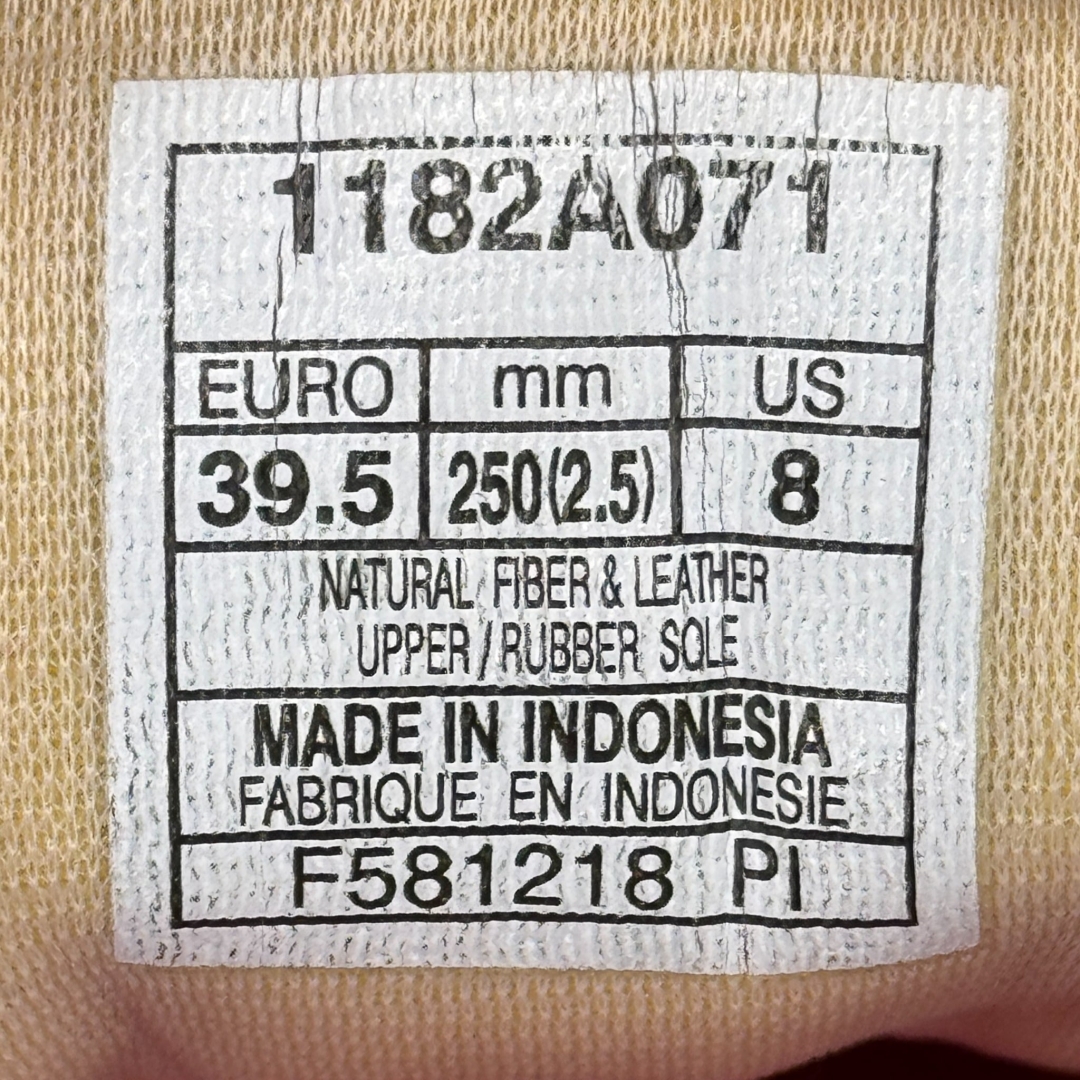 1182A071
EURO mm US
39.5 250(2.5) 8
NATURAL FIBER & LEATHER
UPPER / RUBBER SOLE
MADE IN INDONESIA
FABRIQUE EN INDONESIE
F581218 PI